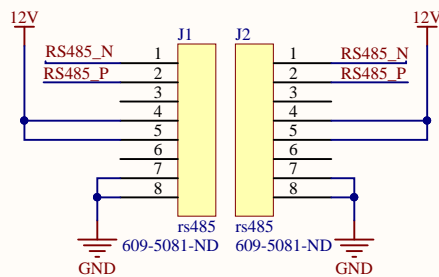 12V 12V
J1 J2
RS485_N 1 1 RS485_N
RS485_P 2 2 RS485_P
3 3
4 4
5 5
6 6
7 7
8 8
rs485 rs485
609-5081-ND 609-5081-ND
GND GND